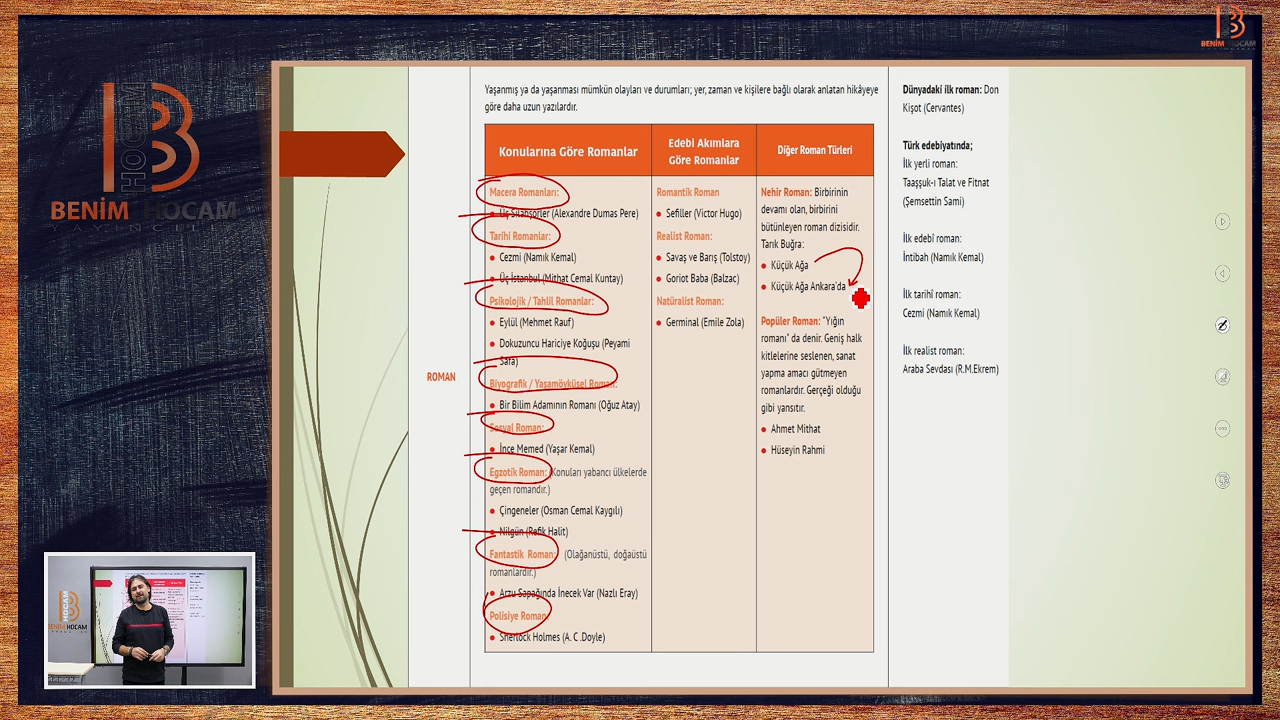 BENİM
HOCAM
HOCAM
BENİM HOCAM
YAYINCILIK
ROMAN
Yaşanmış ya da yaşanması mümkün olayları ve durumları; yer, zaman ve kişilere bağlı olarak anlatan hikâyeye
göre daha uzun yazılardır.
Konularına Göre Romanlar
Macera Romanları:
Üç Silahşörler (Alexandre Dumas Pere)
Tarihî Romanlar:
Cezmi (Namık Kemal)
Üç İstanbul (Mithat Cemal Kuntay)
Psikolojik / Tahlil Romanlar:
Eylül (Mehmet Rauf)
Dokuzuncu Hariciye Koğuşu (Peyami
Safa)
Biyografik / Yaşamöyküsel Roman:
Bir Bilim Adamının Romanı (Oğuz Atay)
Sosyal Roman:
İnce Memed (Yaşar Kemal)
Egzotik Roman: (Konuları yabancı ülkelerde
geçen romandır.)
Çingeneler (Osman Cemal Kaygılı)
Nilgün (Refik Halit)
Fantastik Roman: (Olağanüstü, doğaüstü
romanlardır.)
Arzu Sapağında İnecek Var (Nazlı Eray)
Polisiye Roman:
Sherlock Holmes (A. C .Doyle)
Edebî Akımlara
Göre Romanlar
Romantik Roman
Sefiller (Victor Hugo)
Realist Roman:
Savaş ve Barış (Tolstoy)
Goriot Baba (Balzac)
Natüralist Roman:
Germinal (Emile Zola)
Diğer Roman Türleri
Nehir Roman: Birbirinin
devamı olan, birbirini
bütünleyen roman dizisidir.
Tarık Buğra:
Küçük Ağa
Küçük Ağa Ankara'da
Popüler Roman: "Yığın
romanı" da denir. Geniş halk
kitlelerine seslenen, sanat
yapma amacı gütmeyen
romanlardır. Gerçeği olduğu
gibi yansıtır.
Ahmet Mithat
Hüseyin Rahmi
Dünyadaki ilk roman: Don
Kişot (Cervantes)
Türk edebiyatında;
İlk yerli roman:
Taaşşuk-ı Talat ve Fitnat
(Şemsettin Sami)
İlk edebî roman:
İntibah (Namık Kemal)
İlk tarihî roman:
Cezmi (Namık Kemal)
İlk realist roman:
Araba Sevdası (R.M.Ekrem)
HOCAM
BENİM HOCAM